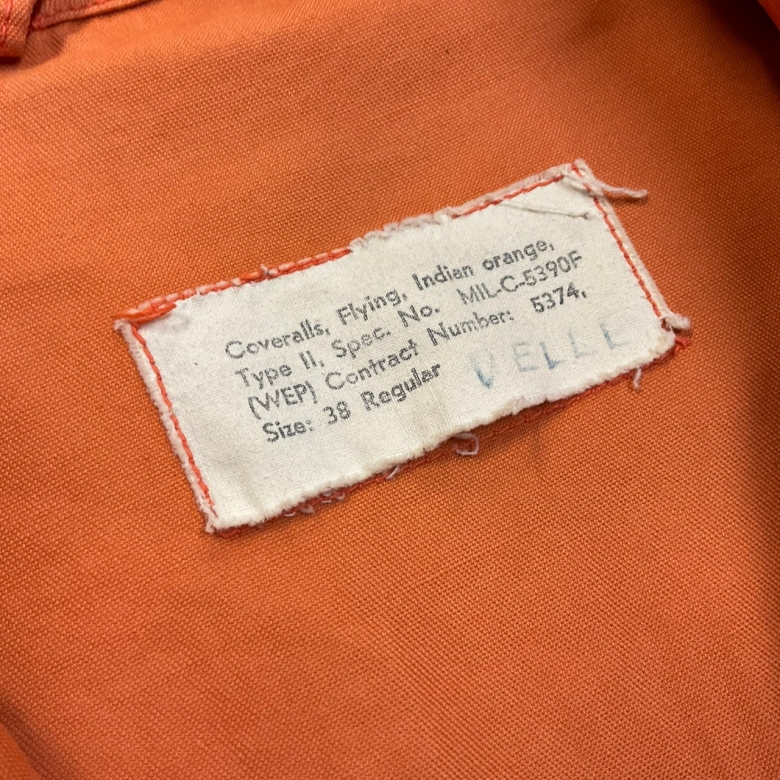 Coveralls, Flying, Indian orange,
Type II, Spec. No. MIL-C-5390F
(WEP) Contract Number: 5374,
Size: 38 Regular
VELLE